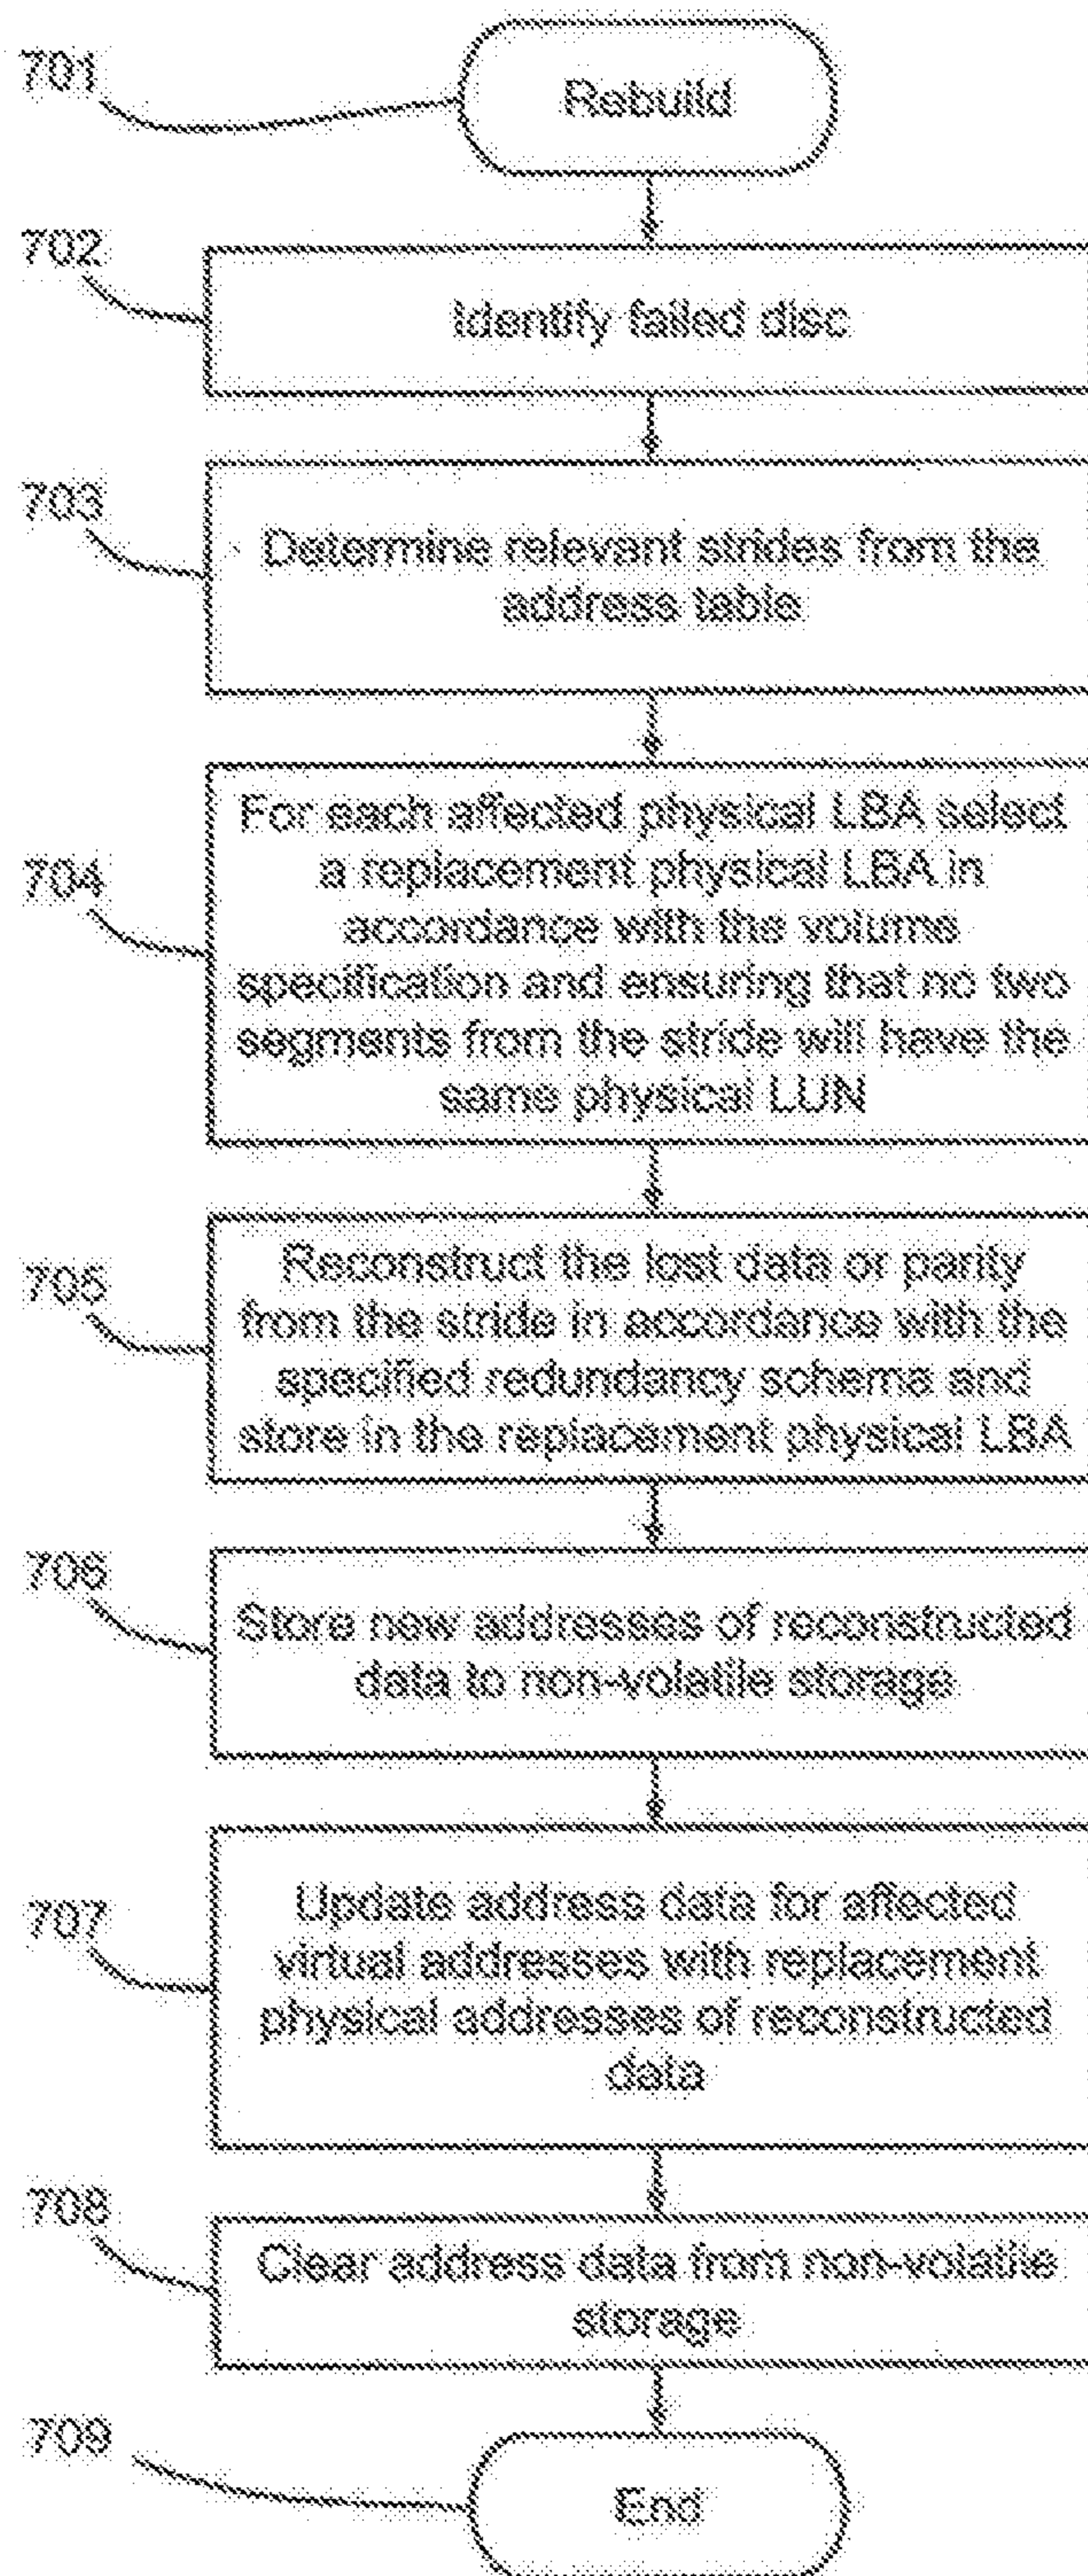 701
Rebuild
702
Identify failed disc
703
Determine relevant strides from the
address table
704
For each affected physical LBA select
a replacement physical LBA in
accordance with the volume
specification and ensuring that no two
segments from the stride will have the
same physical LUN
705
Reconstruct the lost data or parity
from the stride in accordance with the
specified redundancy schema and
store in the replacement physical LBA
706
Store new addresses of reconstructed
data to non-volatile storage
707
Update address data for affected
virtual addresses with replacement
physical addresses of reconstructed
data
708
Clear address data from non-volatile
storage
709
End